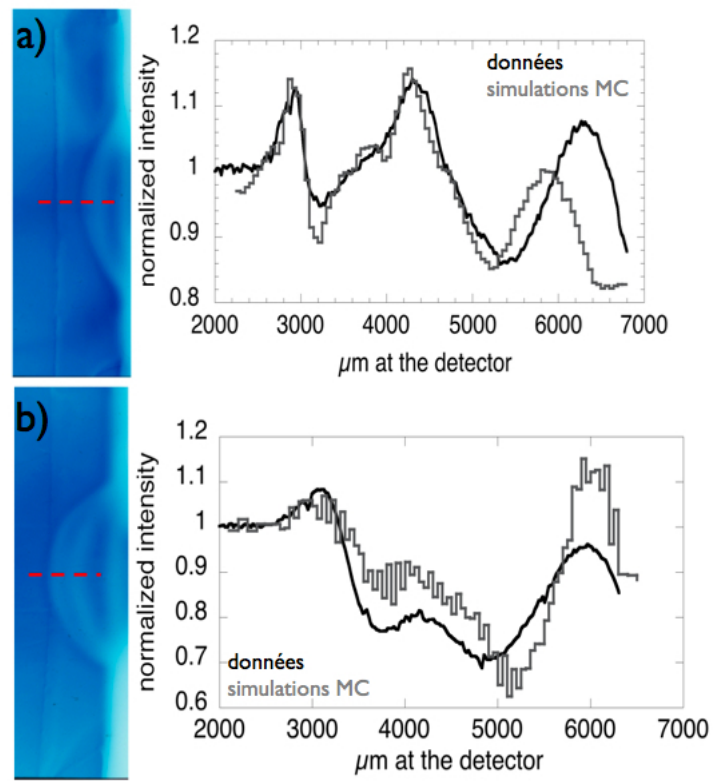 a)
normalized intensity
1.2
1.1
1
0.9
0.8
données
simulations MC
2000 3000 4000 5000 6000 7000
µm at the detector
b)
normalized intensity
1.2
1.1
1
0.9
0.8
0.7
0.6
données
simulations MC
2000 3000 4000 5000 6000 7000
µm at the detector